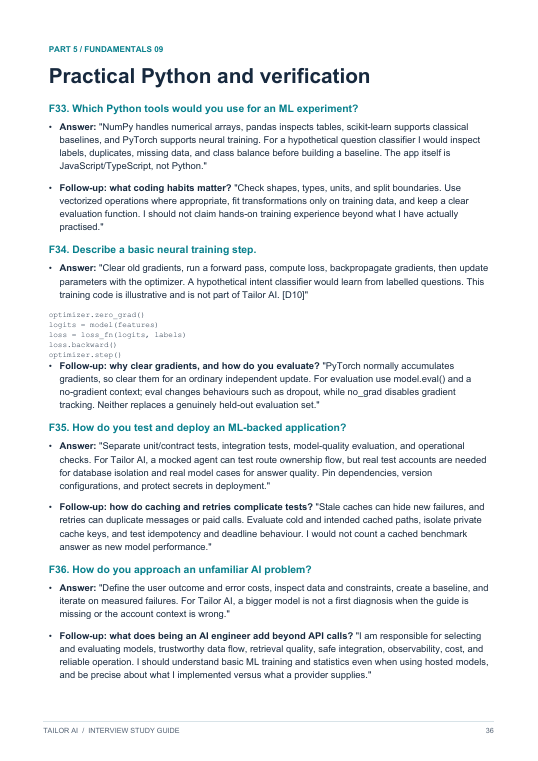 PART 5 / FUNDAMENTALS 09
Practical Python and verification
F33. Which Python tools would you use for an ML experiment?
• Answer: "NumPy handles numerical arrays, pandas inspects tables, scikit-learn supports classical
baselines, and PyTorch supports neural training. For a hypothetical question classifier I would inspect
labels, duplicates, missing data, and class balance before building a baseline. The app itself is
JavaScript/TypeScript, not Python."
• Follow-up: what coding habits matter? "Check shapes, types, units, and split boundaries. Use
vectorized operations where appropriate, fit transformations only on training data, and keep a clear
evaluation function. I should not claim hands-on training experience beyond what I have actually
practised."
F34. Describe a basic neural training step.
• Answer: "Clear old gradients, run a forward pass, compute loss, backpropagate gradients, then update
parameters with the optimizer. A hypothetical intent classifier would learn from labelled questions. This
training code is illustrative and is not part of Tailor AI. [D10]"
optimizer.zero_grad()
logits = model(features)
loss = loss_fn(logits, labels)
loss.backward()
optimizer.step()
• Follow-up: why clear gradients, and how do you evaluate? "PyTorch normally accumulates
gradients, so clear them for an ordinary independent update. For evaluation use model.eval() and a
no-gradient context; eval changes behaviours such as dropout, while no_grad disables gradient
tracking. Neither replaces a genuinely held-out evaluation set."
F35. How do you test and deploy an ML-backed application?
• Answer: "Separate unit/contract tests, integration tests, model-quality evaluation, and operational
checks. For Tailor AI, a mocked agent can test route ownership flow, but real test accounts are needed
for database isolation and real model cases for answer quality. Pin dependencies, version
configurations, and protect secrets in deployment."
• Follow-up: how do caching and retries complicate tests? "Stale caches can hide new failures, and
retries can duplicate messages or paid calls. Evaluate cold and intended cached paths, isolate private
cache keys, and test idempotency and deadline behaviour. I would not count a cached benchmark
answer as new model performance."
F36. How do you approach an unfamiliar AI problem?
• Answer: "Define the user outcome and error costs, inspect data and constraints, create a baseline, and
iterate on measured failures. For Tailor AI, a bigger model is not a first diagnosis when the guide is
missing or the account context is wrong."
• Follow-up: what does being an AI engineer add beyond API calls? "I am responsible for selecting
and evaluating models, trustworthy data flow, retrieval quality, safe integration, observability, cost, and
reliable operation. I should understand basic ML training and statistics even when using hosted models,
and be precise about what I implemented versus what a provider supplies."
TAILOR AI / INTERVIEW STUDY GUIDE
36